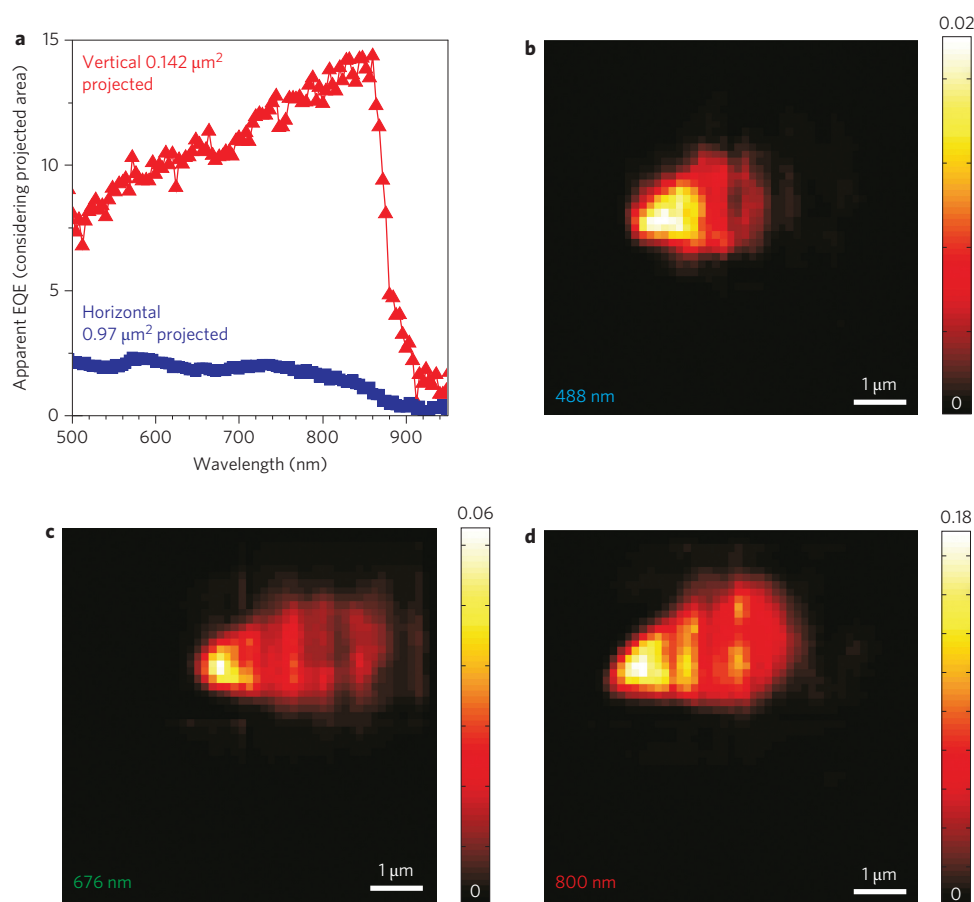 a
15
10
5
0
Apparent EQE (considering projected area)
Vertical 0.142 μm²
projected
Horizontal
0.97 μm² projected
500 600 700 800 900
Wavelength (nm)
b
0.02
488 nm
1 μm
0
c
0.06
676 nm
1 μm
0
d
0.18
800 nm
1 μm
0